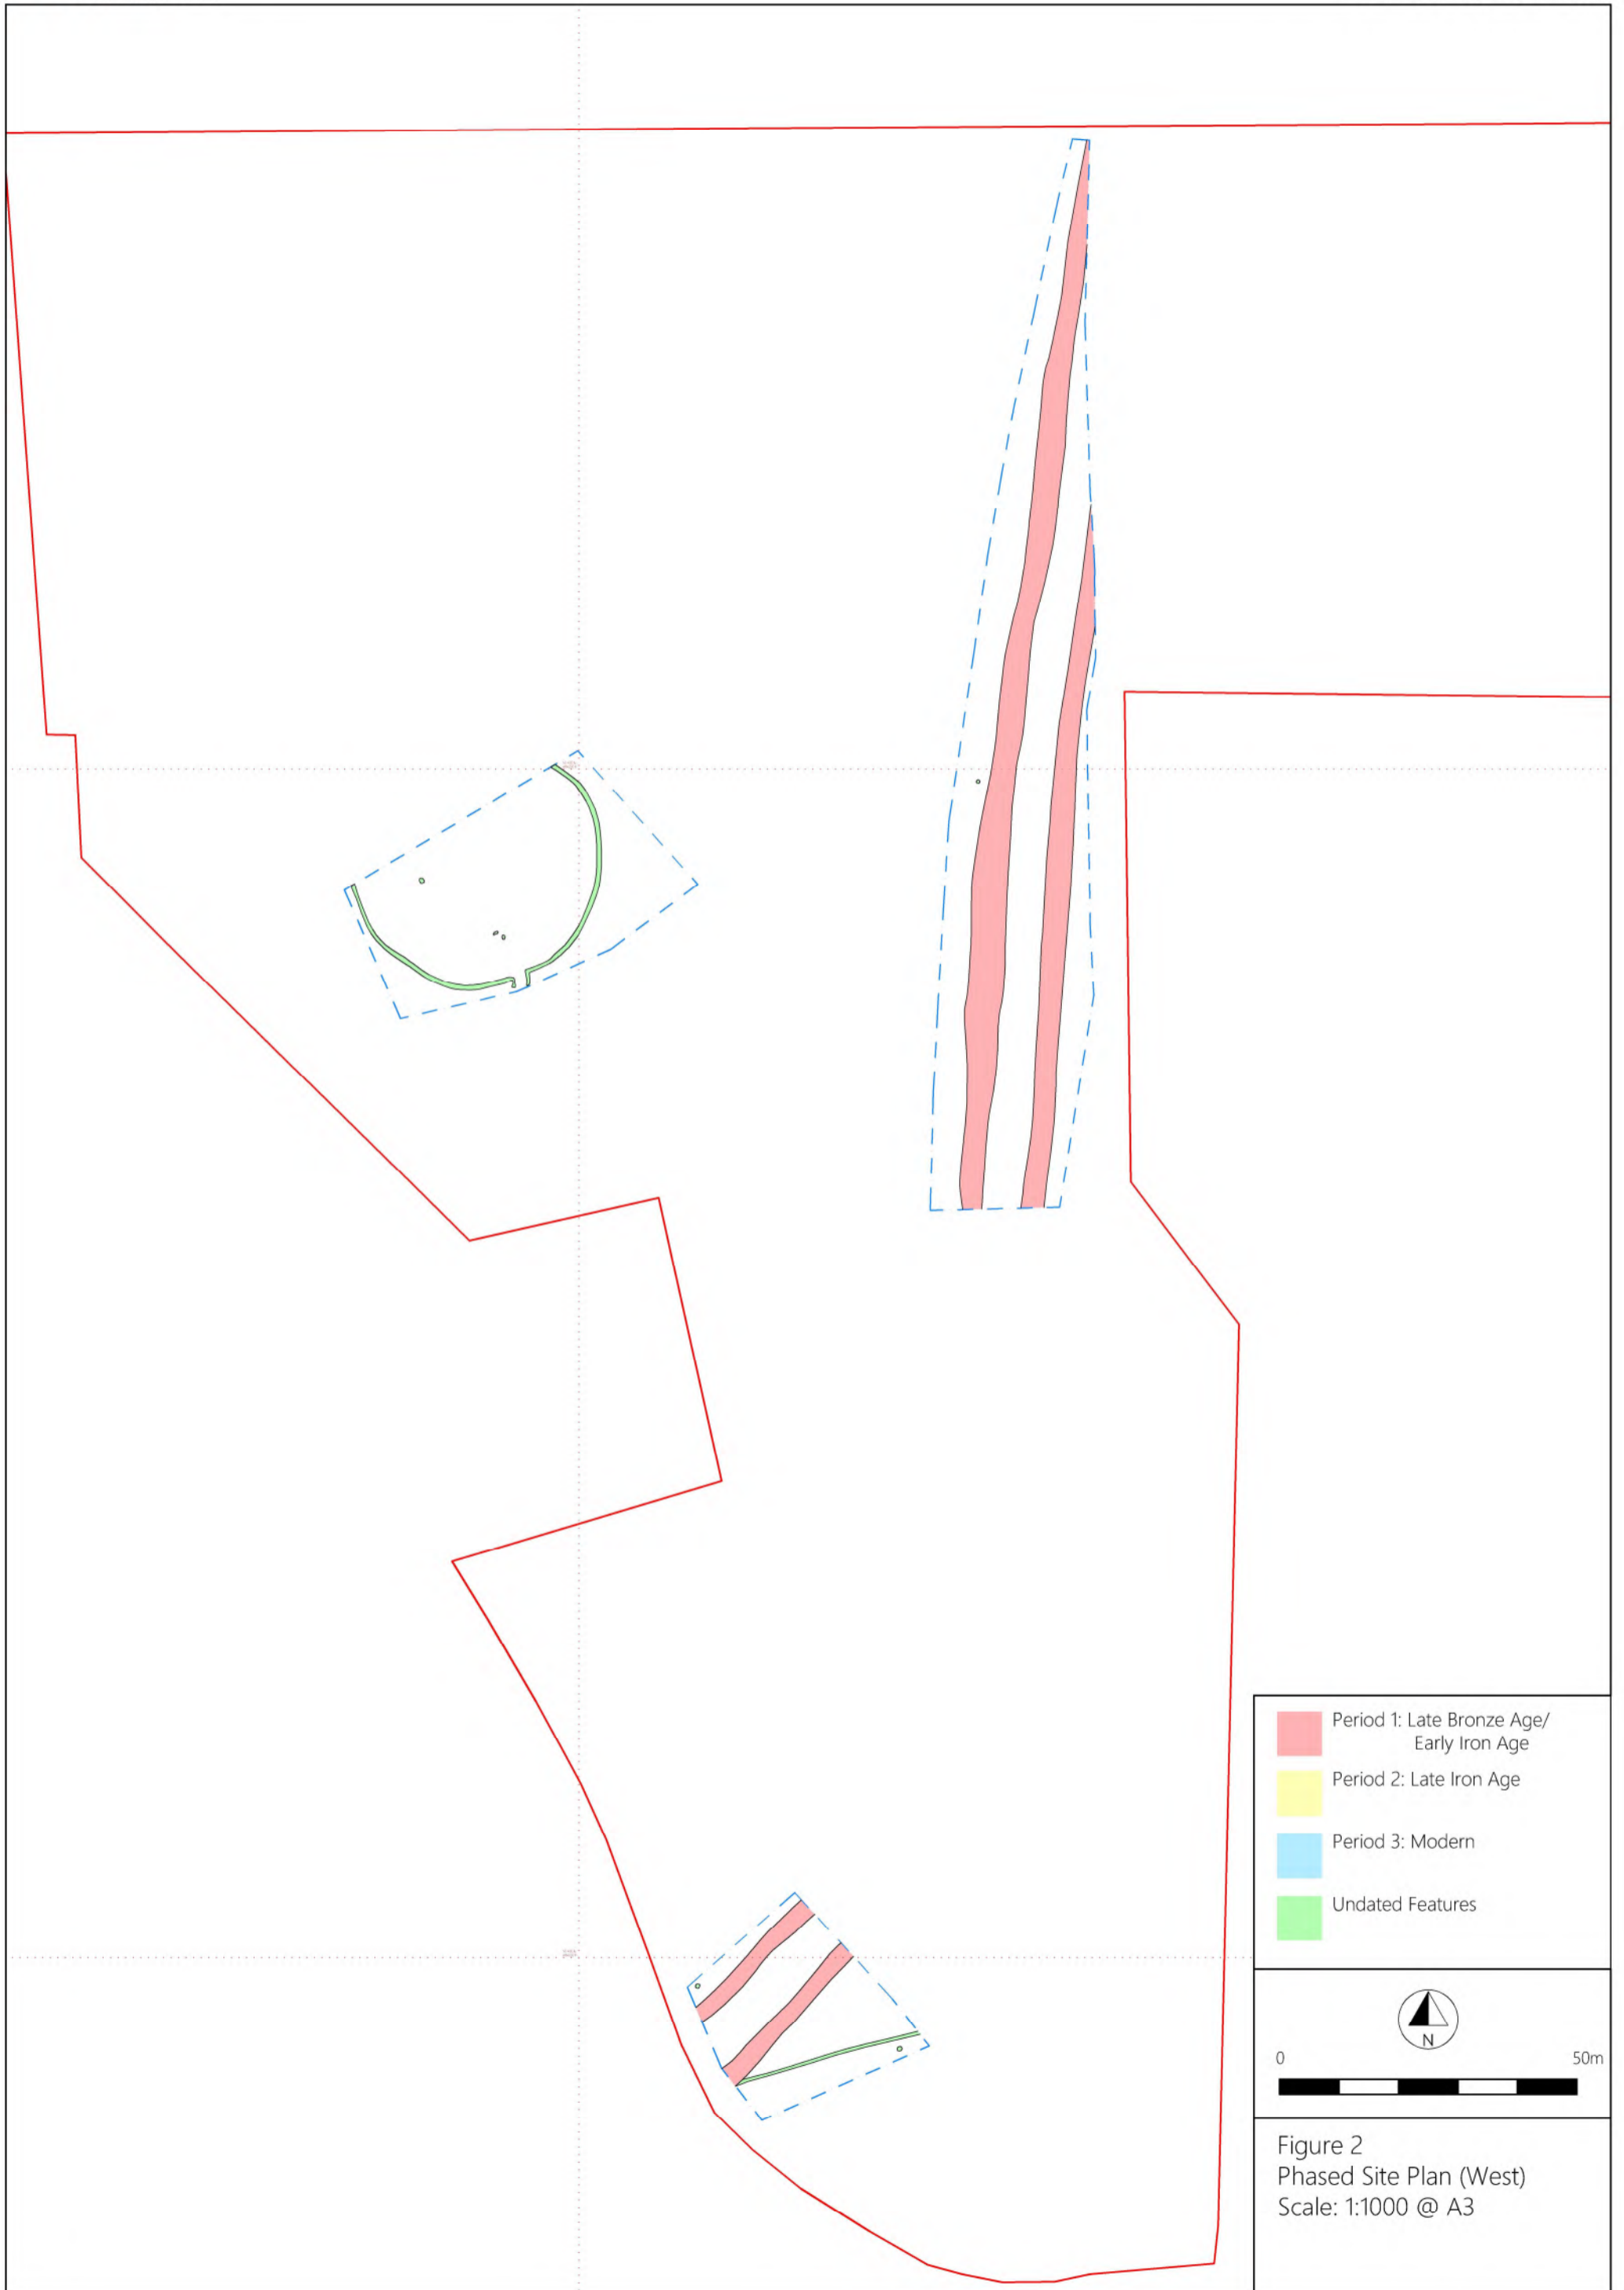 Period 1: Late Bronze Age/
Early Iron Age
Period 2: Late Iron Age
Period 3: Modern
Undated Features
N
0 50m
Figure 2
Phased Site Plan (West)
Scale: 1:1000 @ A3